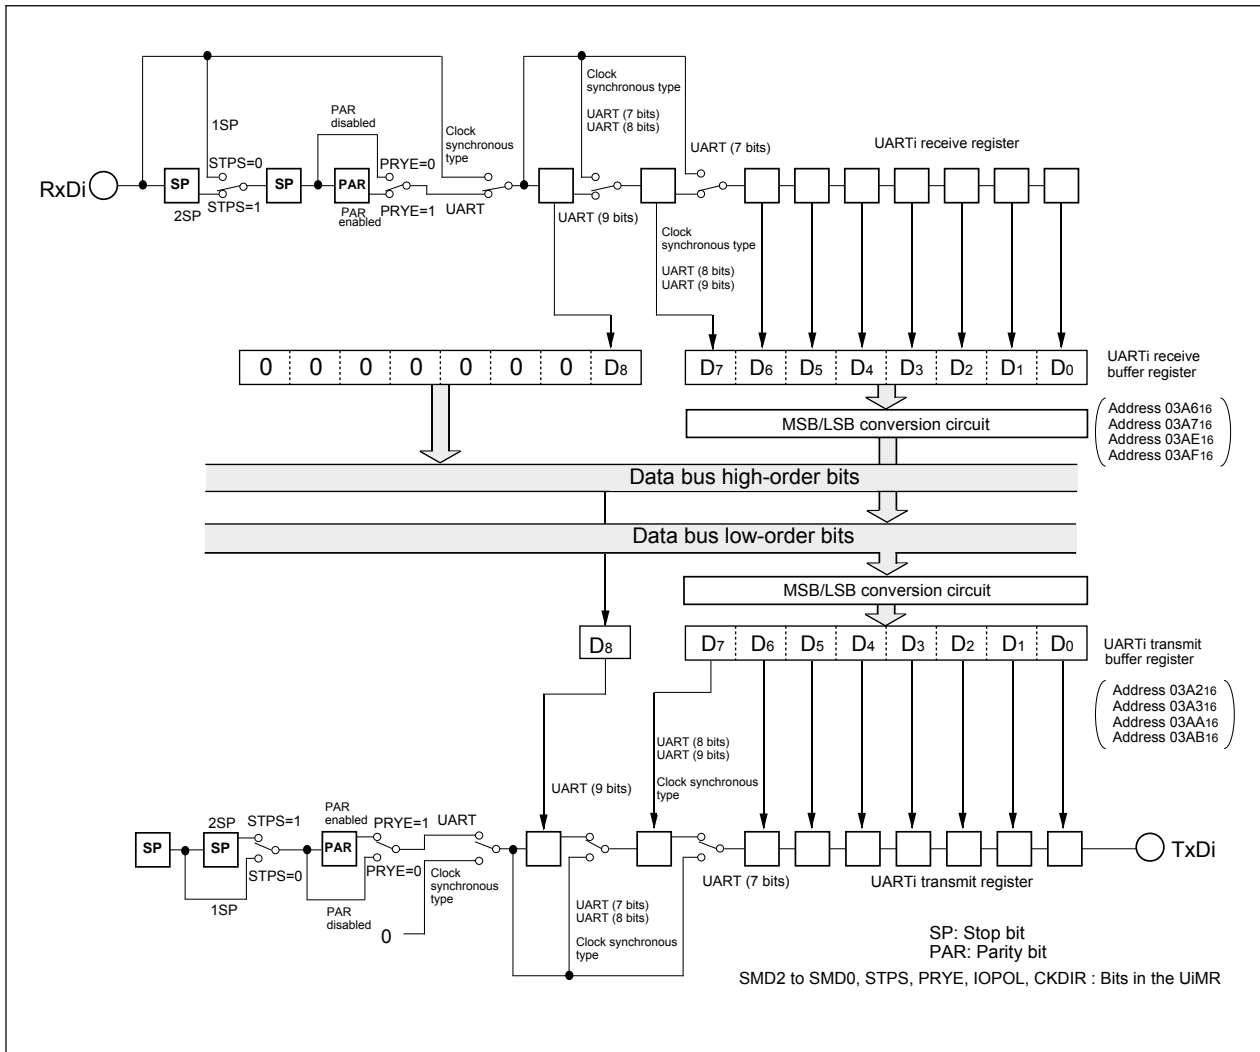 Clock
synchronous type
UART (7 bits)
UART (8 bits)
PAR
disabled
1SP
Clock
synchronous
type
UART (7 bits)
UARTi receive register
STPS=0
PRYE=0
RxDi
SP
SP
PAR
2SP
STPS=1
PAR
enabled
PRYE=1
UART
UART (9 bits)
Clock
synchronous type
UART (8 bits)
UART (9 bits)
0 0 0 0 0 0 0 D8
D7 D6 D5 D4 D3 D2 D1 D0
UARTi receive
buffer register
MSB/LSB conversion circuit
Address 03A616
Address 03A716
Address 03AE16
Address 03AF16
Data bus high-order bits
Data bus low-order bits
MSB/LSB conversion circuit
D8
D7 D6 D5 D4 D3 D2 D1 D0
UARTi transmit
buffer register
Address 03A216
Address 03A316
Address 03AA16
Address 03AB16
UART (8 bits)
UART (9 bits)
Clock synchronous
type
UART (9 bits)
PAR
enabled
2SP
STPS=1
PRYE=1
UART
SP
SP
PAR
TxDi
STPS=0
PRYE=0
Clock
synchronous
type
UART (7 bits)
UARTi transmit register
1SP
PAR
disabled
0
UART (7 bits)
UART (8 bits)
Clock synchronous
type
SP: Stop bit
PAR: Parity bit
SMD2 to SMD0, STPS, PRYE, IOPOL, CKDIR : Bits in the UiMR